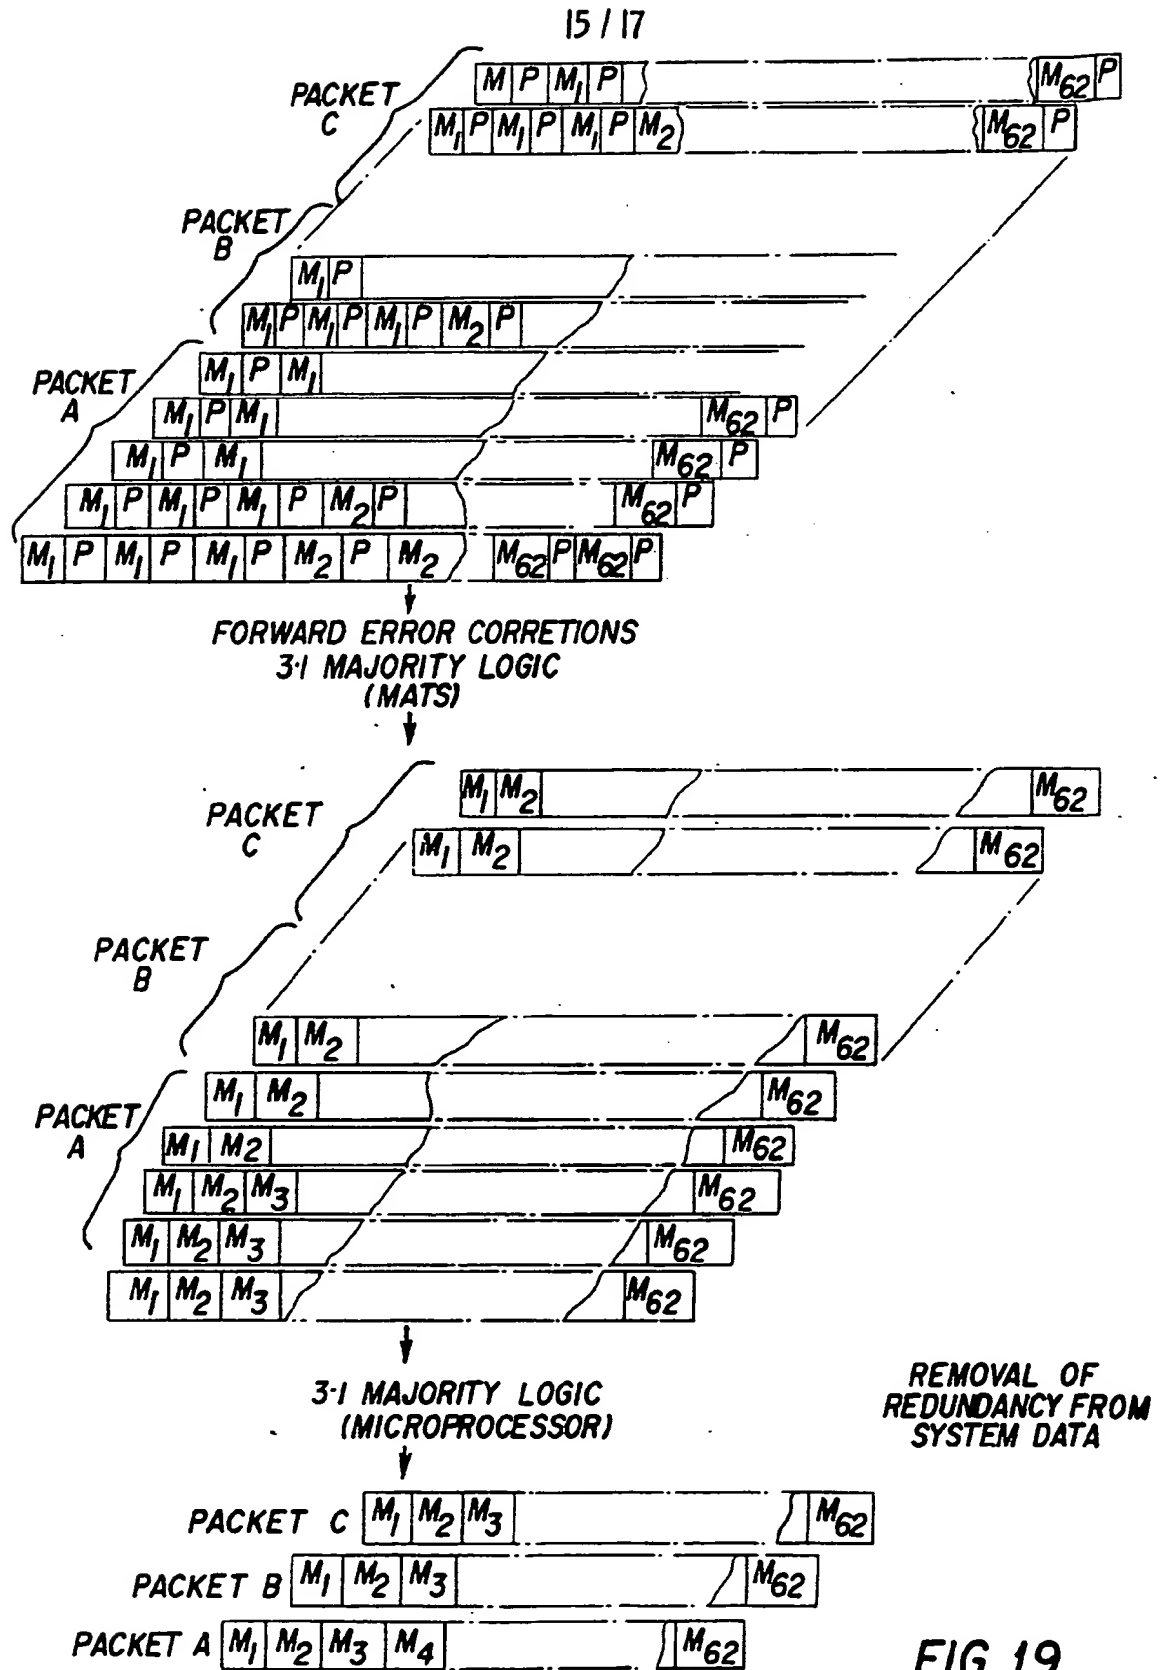 15 / 17
PACKET
C
M P M₁ P M₆₂ P
M₁ P M₁ P M₁ P M₂ M₆₂ P
PACKET
B
M₁ P
M₁ P M₁ P M₁ P M₂ P
PACKET
A
M₁ P M₁
M₁ P M₁ M₆₂ P
M₁ P M₁ M₆₂ P
M₁ P M₁ P M₁ P M₂ P M₆₂ P
M₁ P M₁ P M₁ P M₂ P M₂ M₆₂ P M₆₂ P
FORWARD ERROR CORRETIONS
3·1 MAJORITY LOGIC
(MATS)
PACKET
C
M₁ M₂ M₆₂
M₁ M₂ M₆₂
PACKET
B
M₁ M₂ M₆₂
PACKET
A
M₁ M₂ M₆₂
M₁ M₂ M₆₂
M₁ M₂ M₃ M₆₂
M₁ M₂ M₃ M₆₂
M₁ M₂ M₃ M₆₂
3·1 MAJORITY LOGIC
(MICROPROCESSOR)
REMOVAL OF
REDUNDANCY FROM
SYSTEM DATA
PACKET C M₁ M₂ M₃ M₆₂
PACKET B M₁ M₂ M₃ M₆₂
PACKET A M₁ M₂ M₃ M₄ M₆₂
FIG 19